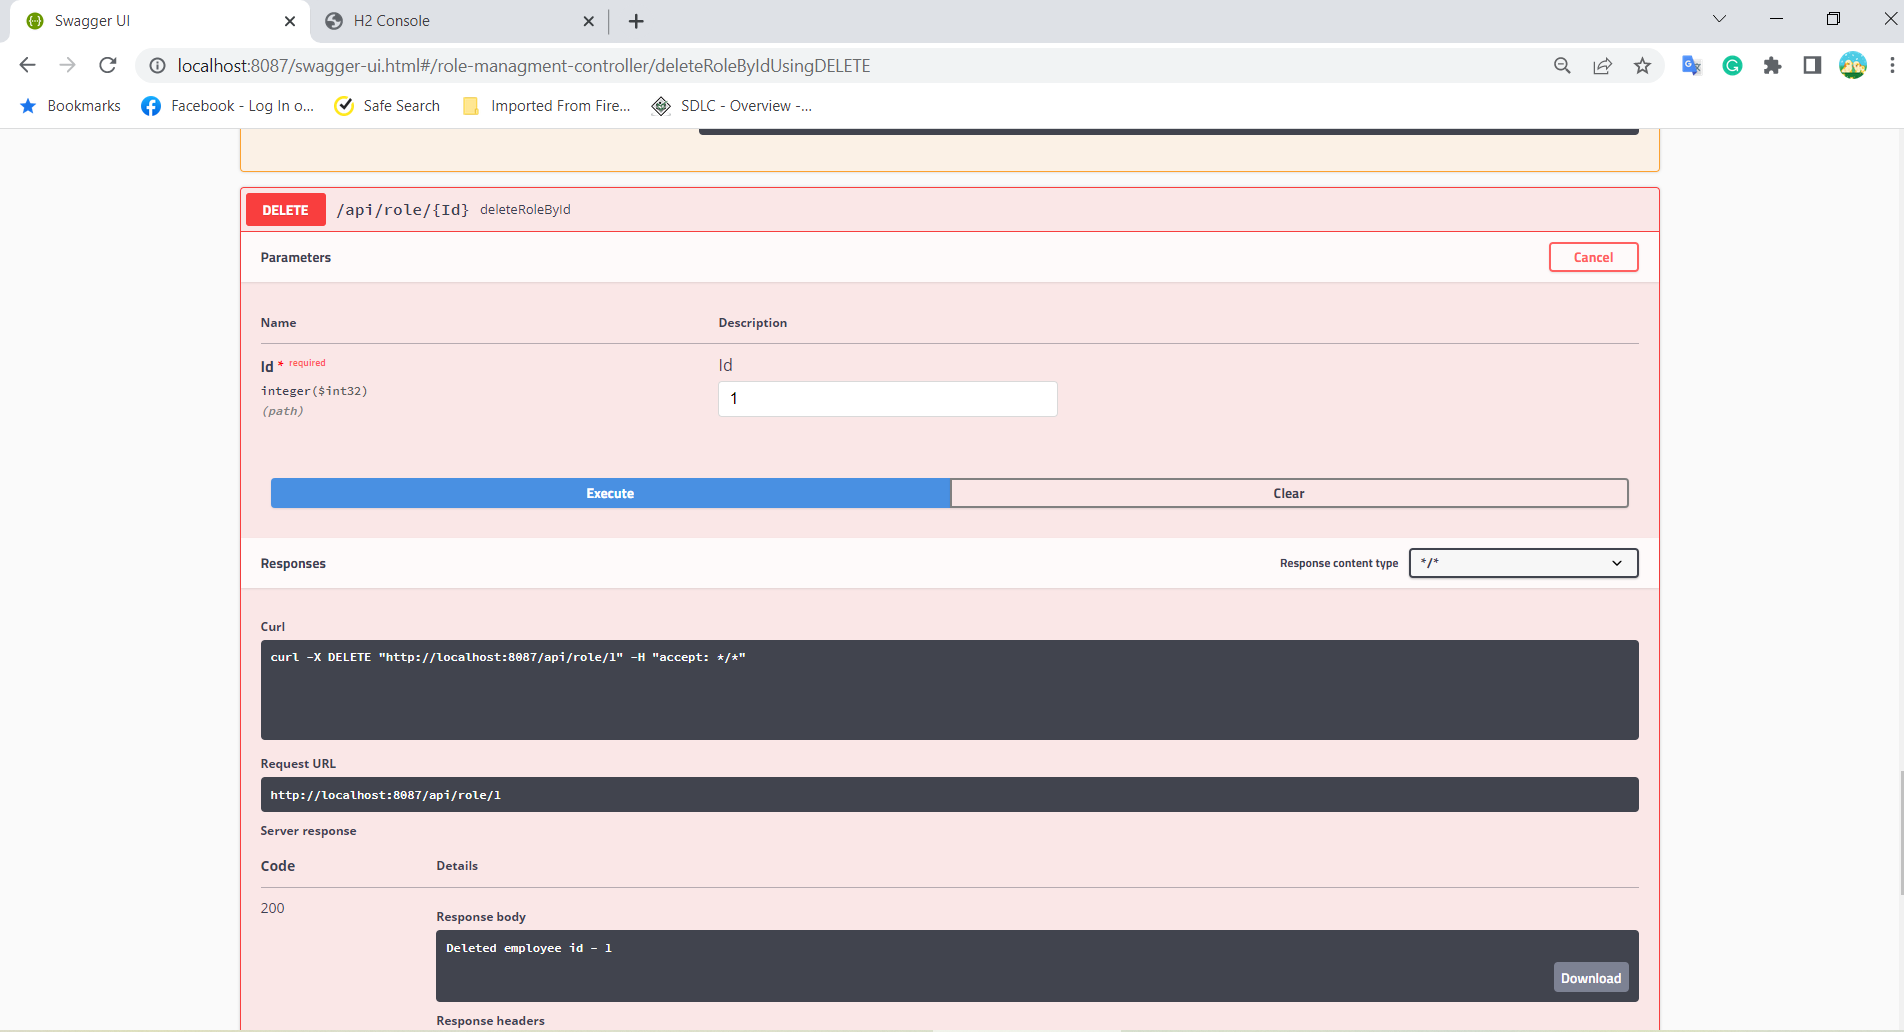 Swagger UI
H2 Console
localhost:8087/swagger-ui.html#/role-managment-controller/deleteRoleByIdUsingDELETE
Bookmarks
Facebook - Log In o...
Safe Search
Imported From Fire...
SDLC - Overview -...
DELETE /api/role/{Id} deleteRoleById
Parameters
Cancel
Name Description
Id * required
Id
integer($int32)
1
(path)
Execute
Clear
Responses
Response content type
*/*
Curl
curl -X DELETE "http://localhost:8087/api/role/1" -H "accept: */*"
Request URL
http://localhost:8087/api/role/1
Server response
Code Details
200
Response body
Deleted employee id - 1
Download
Response headers